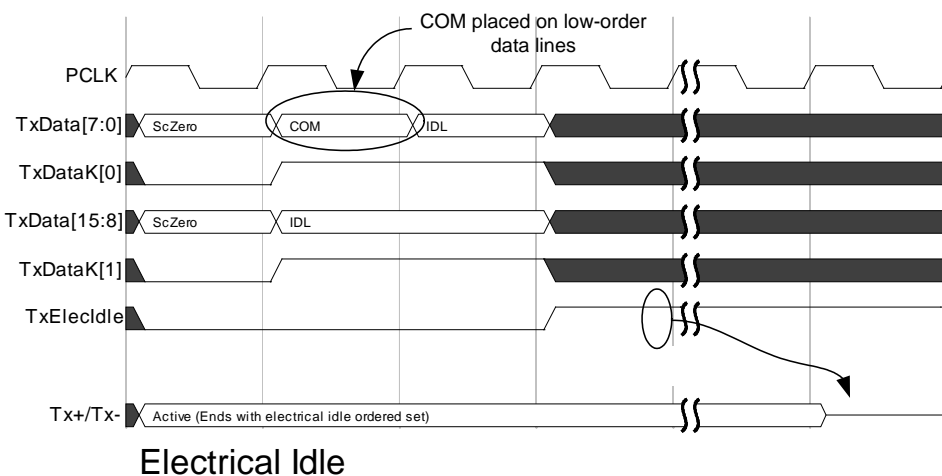 COM placed on low-order
data lines
PCLK
TxData[7:0] ScZero COM IDL
TxDataK[0]
TxData[15:8] ScZero IDL
TxDataK[1]
TxElecIdle
Tx+/Tx- Active (Ends with electrical idle ordered set)
Electrical Idle